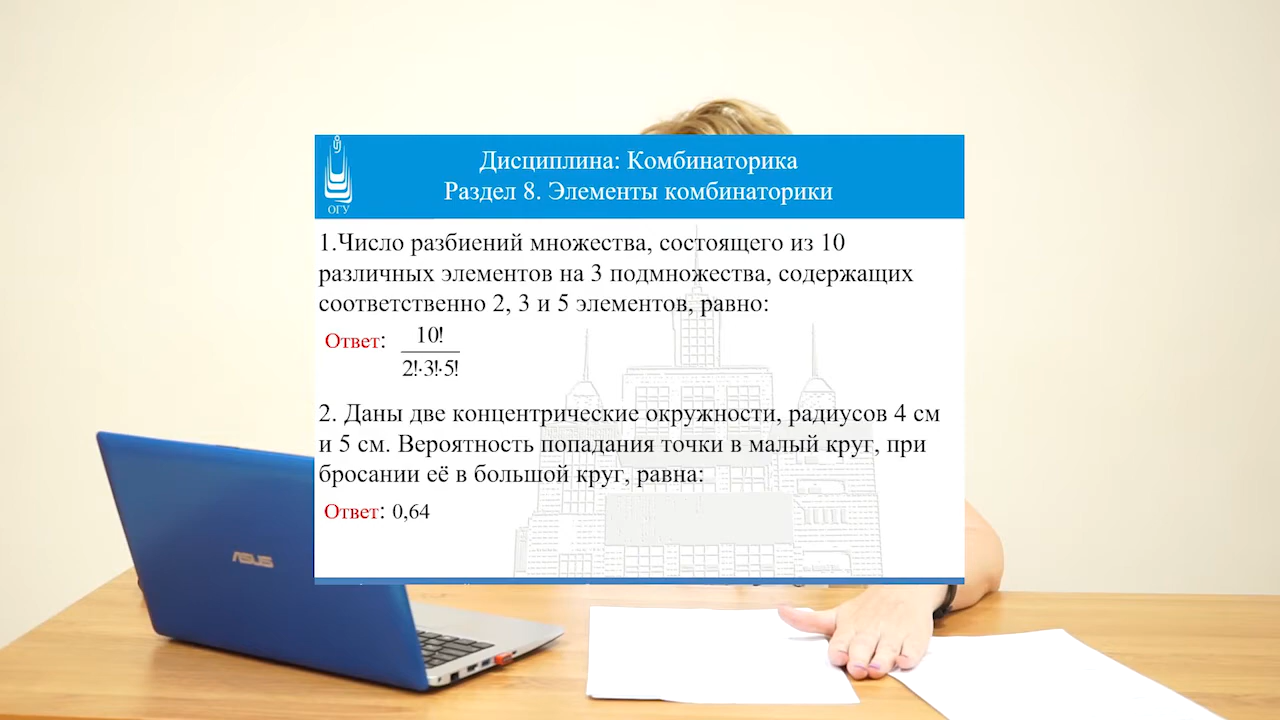 Дисциплина: Комбинаторика
Раздел 8. Элементы комбинаторики
ОГУ
1.Число разбиений множества, состоящего из 10
различных элементов на 3 подмножества, содержащих
соответственно 2, 3 и 5 элементов, равно:
Ответ: 10!
2!·3!·5!
2. Даны две концентрические окружности, радиусов 4 см
и 5 см. Вероятность попадания точки в малый круг, при
бросании её в большой круг, равна:
Ответ: 0,64
ASUS